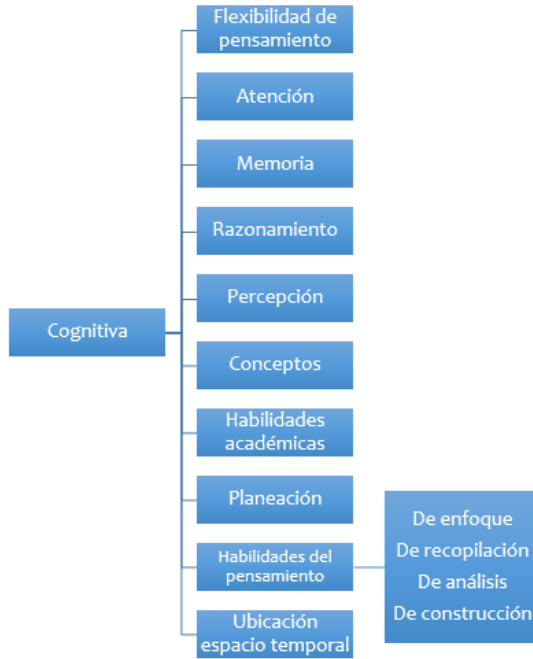 Flexibilidad de
pensamiento
Atención
Memoria
Razonamiento
Percepción
Cognitiva
Conceptos
Habilidades
académicas
Planeación
Habilidades del
pensamiento
De enfoque
De recopilación
De análisis
De construcción
Ubicación
espacio temporal